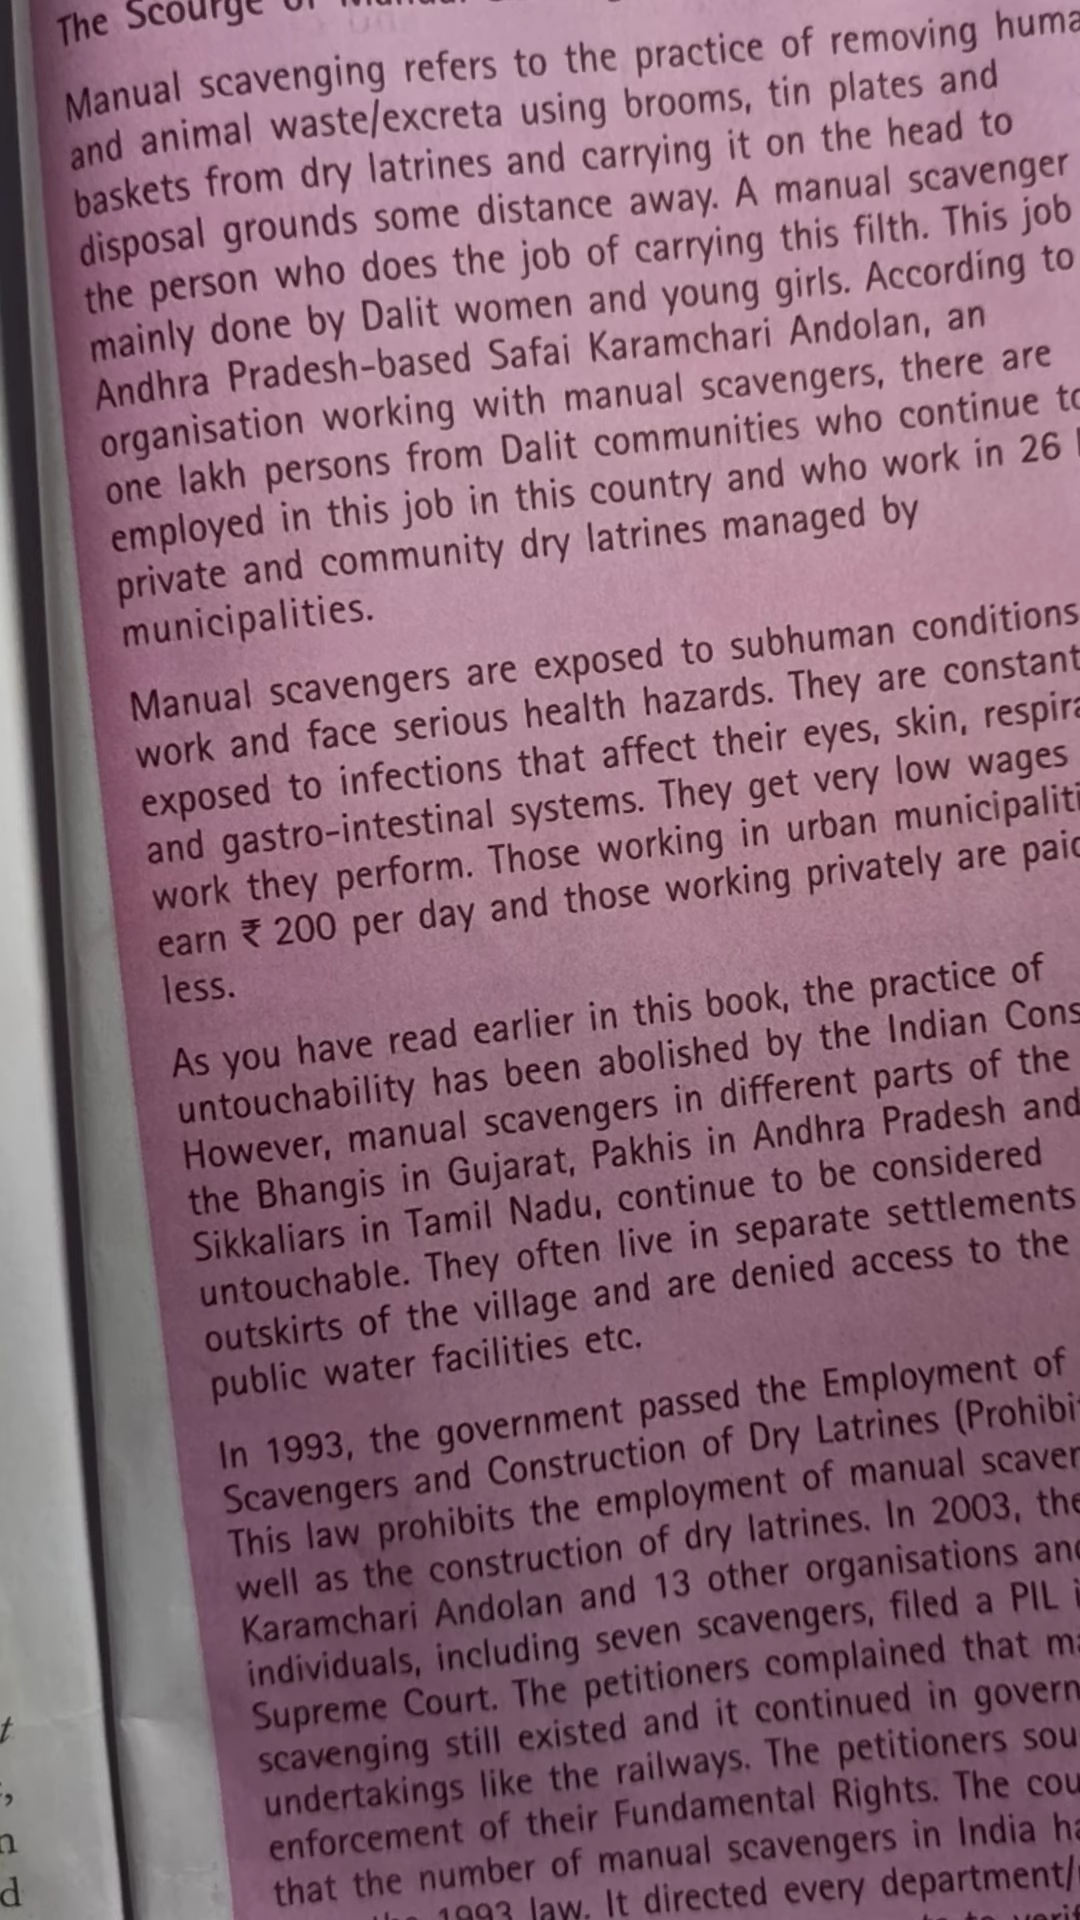 The Scourge of
Manual scavenging refers to the practice of removing huma
and animal waste/excreta using brooms, tin plates and
baskets from dry latrines and carrying it on the head to
disposal grounds some distance away. A manual scavenger
the person who does the job of carrying this filth. This job
mainly done by Dalit women and young girls. According to
Andhra Pradesh-based Safai Karamchari Andolan, an
organisation working with manual scavengers, there are
one lakh persons from Dalit communities who continue to
employed in this job in this country and who work in 26
private and community dry latrines managed by
municipalities.
Manual scavengers are exposed to subhuman conditions
work and face serious health hazards. They are constant
exposed to infections that affect their eyes, skin, respira
and gastro-intestinal systems. They get very low wages
work they perform. Those working in urban municipaliti
earn ₹ 200 per day and those working privately are paid
less.
As you have read earlier in this book, the practice of
untouchability has been abolished by the Indian Cons
However, manual scavengers in different parts of the
the Bhangis in Gujarat, Pakhis in Andhra Pradesh and
Sikkaliars in Tamil Nadu, continue to be considered
untouchable. They often live in separate settlements
outskirts of the village and are denied access to the
public water facilities etc.
In 1993, the government passed the Employment of
Scavengers and Construction of Dry Latrines (Prohibi
This law prohibits the employment of manual scaven
well as the construction of dry latrines. In 2003, the
Karamchari Andolan and 13 other organisations and
individuals, including seven scavengers, filed a PIL i
Supreme Court. The petitioners complained that ma
scavenging still existed and it continued in govern
undertakings like the railways. The petitioners sou
enforcement of their Fundamental Rights. The cou
that the number of manual scavengers in India ha
1993 law. It directed every department/